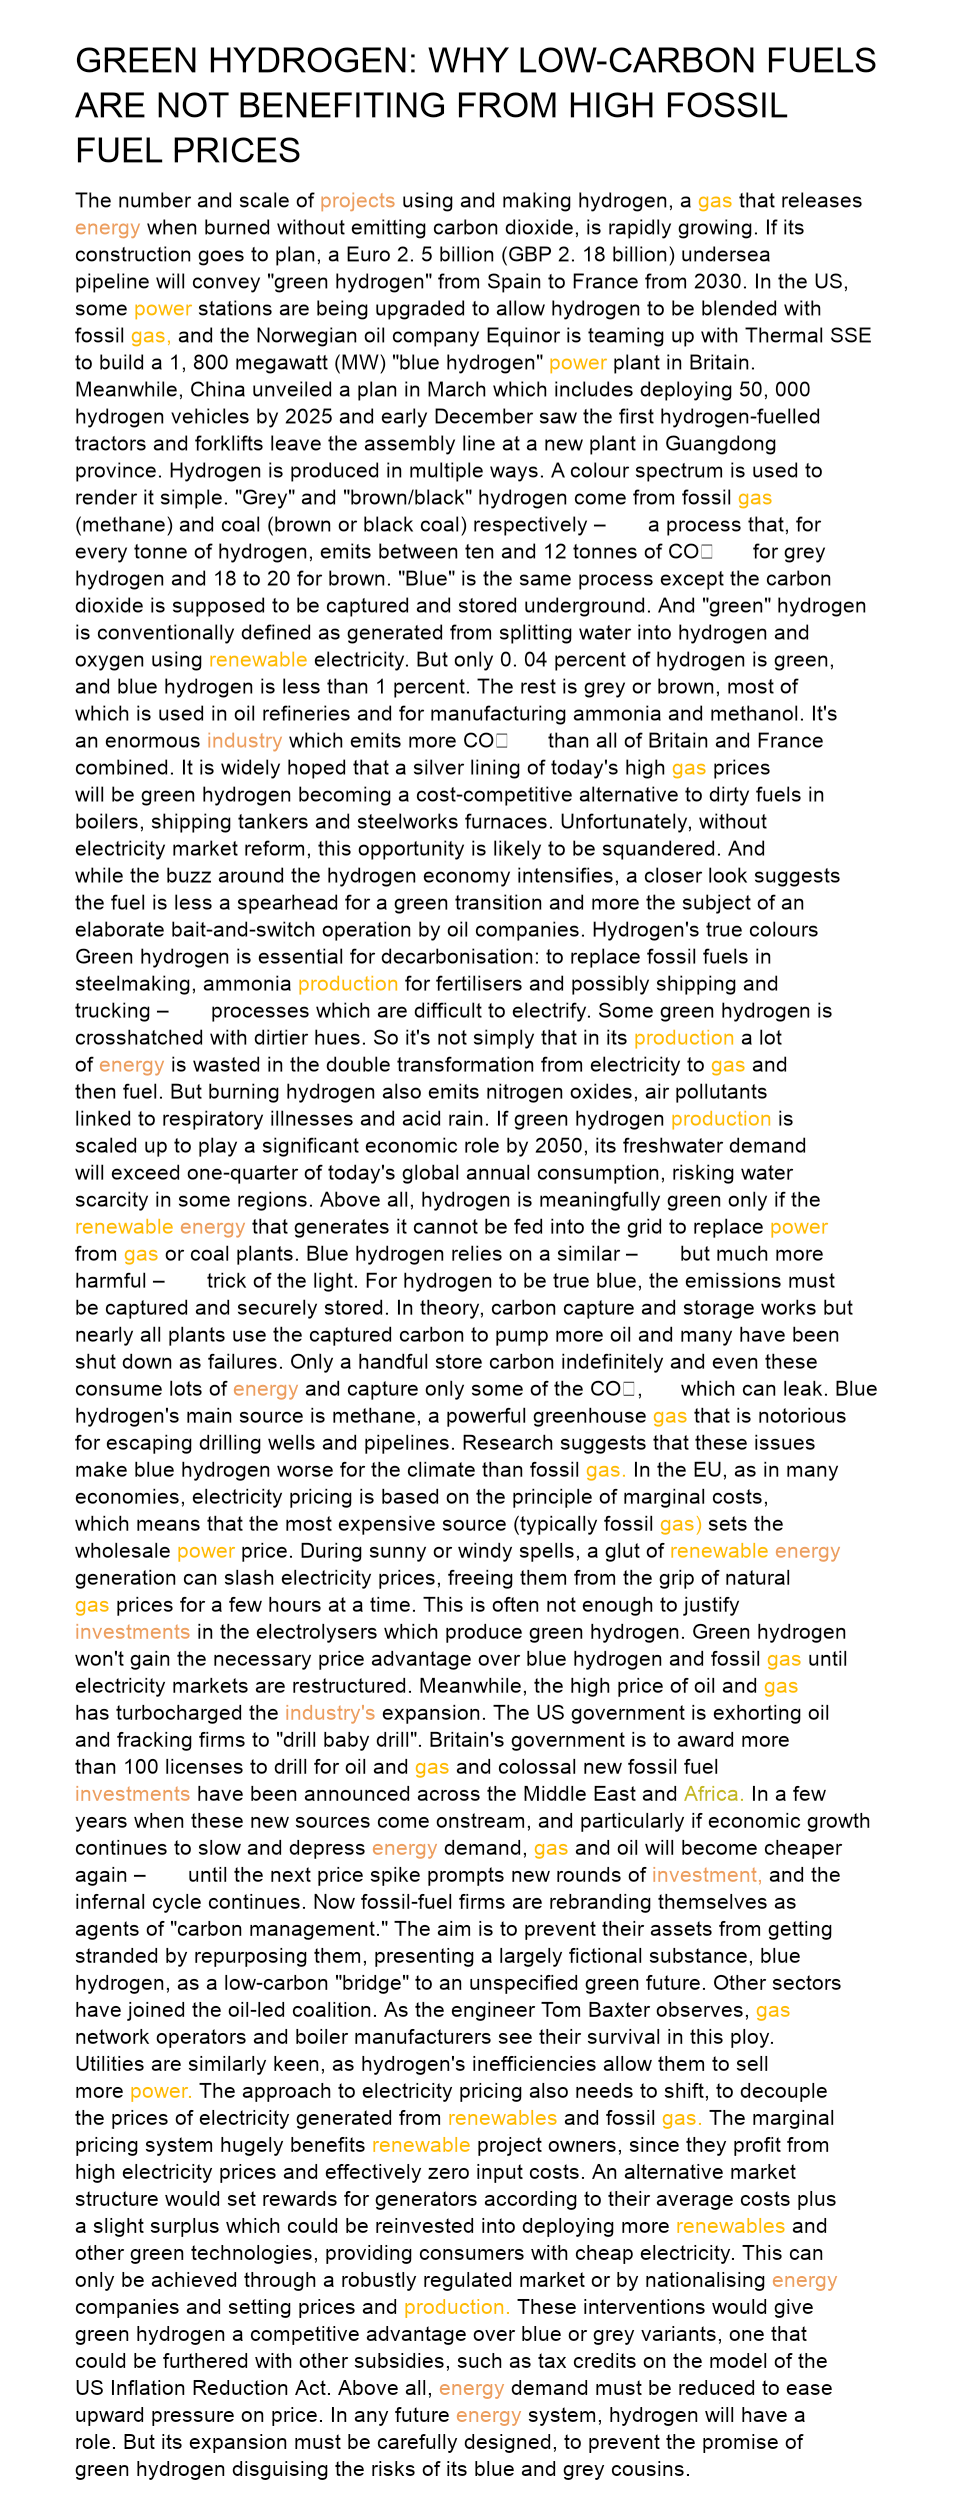 GREEN HYDROGEN: WHY LOW-CARBON FUELS
ARE NOT BENEFITING FROM HIGH FOSSIL
FUEL PRICES
The number and scale of projects using and making hydrogen, a gas that releases
energy when burned without emitting carbon dioxide, is rapidly growing. If its
construction goes to plan, a Euro 2. 5 billion (GBP 2. 18 billion) undersea
pipeline will convey "green hydrogen" from Spain to France from 2030. In the US,
some power stations are being upgraded to allow hydrogen to be blended with
fossil gas, and the Norwegian oil company Equinor is teaming up with Thermal SSE
to build a 1, 800 megawatt (MW) "blue hydrogen" power plant in Britain.
Meanwhile, China unveiled a plan in March which includes deploying 50, 000
hydrogen vehicles by 2025 and early December saw the first hydrogen-fuelled
tractors and forklifts leave the assembly line at a new plant in Guangdong
province. Hydrogen is produced in multiple ways. A colour spectrum is used to
render it simple. "Grey" and "brown/black" hydrogen come from fossil gas
(methane) and coal (brown or black coal) respectively – a process that, for
every tonne of hydrogen, emits between ten and 12 tonnes of CO□ for grey
hydrogen and 18 to 20 for brown. "Blue" is the same process except the carbon
dioxide is supposed to be captured and stored underground. And "green" hydrogen
is conventionally defined as generated from splitting water into hydrogen and
oxygen using renewable electricity. But only 0. 04 percent of hydrogen is green,
and blue hydrogen is less than 1 percent. The rest is grey or brown, most of
which is used in oil refineries and for manufacturing ammonia and methanol. It's
an enormous industry which emits more CO□ than all of Britain and France
combined. It is widely hoped that a silver lining of today's high gas prices
will be green hydrogen becoming a cost-competitive alternative to dirty fuels in
boilers, shipping tankers and steelworks furnaces. Unfortunately, without
electricity market reform, this opportunity is likely to be squandered. And
while the buzz around the hydrogen economy intensifies, a closer look suggests
the fuel is less a spearhead for a green transition and more the subject of an
elaborate bait-and-switch operation by oil companies. Hydrogen's true colours
Green hydrogen is essential for decarbonisation: to replace fossil fuels in
steelmaking, ammonia production for fertilisers and possibly shipping and
trucking – processes which are difficult to electrify. Some green hydrogen is
crosshatched with dirtier hues. So it's not simply that in its production a lot
of energy is wasted in the double transformation from electricity to gas and
then fuel. But burning hydrogen also emits nitrogen oxides, air pollutants
linked to respiratory illnesses and acid rain. If green hydrogen production is
scaled up to play a significant economic role by 2050, its freshwater demand
will exceed one-quarter of today's global annual consumption, risking water
scarcity in some regions. Above all, hydrogen is meaningfully green only if the
renewable energy that generates it cannot be fed into the grid to replace power
from gas or coal plants. Blue hydrogen relies on a similar – but much more
harmful – trick of the light. For hydrogen to be true blue, the emissions must
be captured and securely stored. In theory, carbon capture and storage works but
nearly all plants use the captured carbon to pump more oil and many have been
shut down as failures. Only a handful store carbon indefinitely and even these
consume lots of energy and capture only some of the CO□, which can leak. Blue
hydrogen's main source is methane, a powerful greenhouse gas that is notorious
for escaping drilling wells and pipelines. Research suggests that these issues
make blue hydrogen worse for the climate than fossil gas. In the EU, as in many
economies, electricity pricing is based on the principle of marginal costs,
which means that the most expensive source (typically fossil gas) sets the
wholesale power price. During sunny or windy spells, a glut of renewable energy
generation can slash electricity prices, freeing them from the grip of natural
gas prices for a few hours at a time. This is often not enough to justify
investments in the electrolysers which produce green hydrogen. Green hydrogen
won't gain the necessary price advantage over blue hydrogen and fossil gas until
electricity markets are restructured. Meanwhile, the high price of oil and gas
has turbocharged the industry's expansion. The US government is exhorting oil
and fracking firms to "drill baby drill". Britain's government is to award more
than 100 licenses to drill for oil and gas and colossal new fossil fuel
investments have been announced across the Middle East and Africa. In a few
years when these new sources come onstream, and particularly if economic growth
continues to slow and depress energy demand, gas and oil will become cheaper
again – until the next price spike prompts new rounds of investment, and the
infernal cycle continues. Now fossil-fuel firms are rebranding themselves as
agents of "carbon management." The aim is to prevent their assets from getting
stranded by repurposing them, presenting a largely fictional substance, blue
hydrogen, as a low-carbon "bridge" to an unspecified green future. Other sectors
have joined the oil-led coalition. As the engineer Tom Baxter observes, gas
network operators and boiler manufacturers see their survival in this ploy.
Utilities are similarly keen, as hydrogen's inefficiencies allow them to sell
more power. The approach to electricity pricing also needs to shift, to decouple
the prices of electricity generated from renewables and fossil gas. The marginal
pricing system hugely benefits renewable project owners, since they profit from
high electricity prices and effectively zero input costs. An alternative market
structure would set rewards for generators according to their average costs plus
a slight surplus which could be reinvested into deploying more renewables and
other green technologies, providing consumers with cheap electricity. This can
only be achieved through a robustly regulated market or by nationalising energy
companies and setting prices and production. These interventions would give
green hydrogen a competitive advantage over blue or grey variants, one that
could be furthered with other subsidies, such as tax credits on the model of the
US Inflation Reduction Act. Above all, energy demand must be reduced to ease
upward pressure on price. In any future energy system, hydrogen will have a
role. But its expansion must be carefully designed, to prevent the promise of
green hydrogen disguising the risks of its blue and grey cousins.